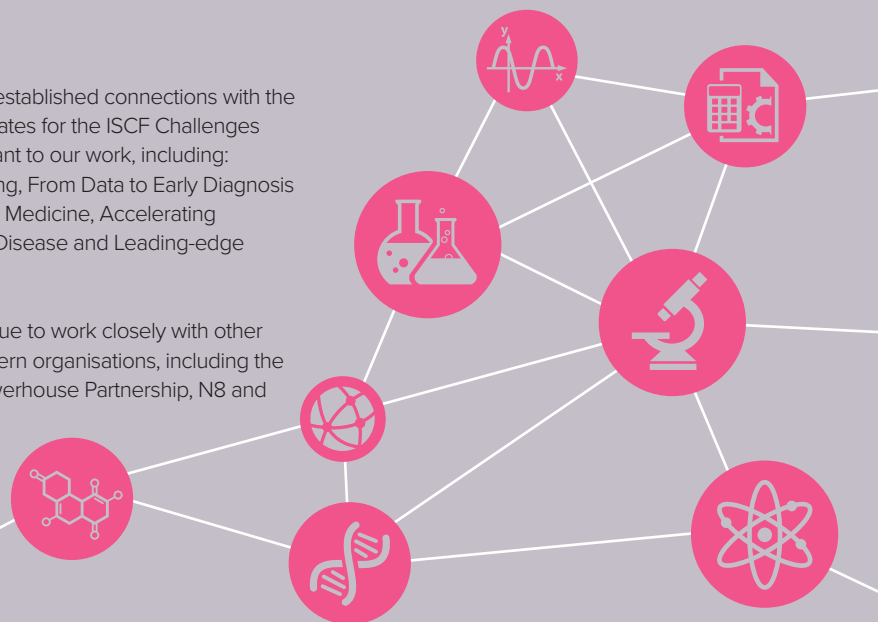 established connections with the
ates for the ISCF Challenges
ant to our work, including:
ng, From Data to Early Diagnosis
Medicine, Accelerating
Disease and Leading-edge
ue to work closely with other
ern organisations, including the
werhouse Partnership, N8 and
y
x